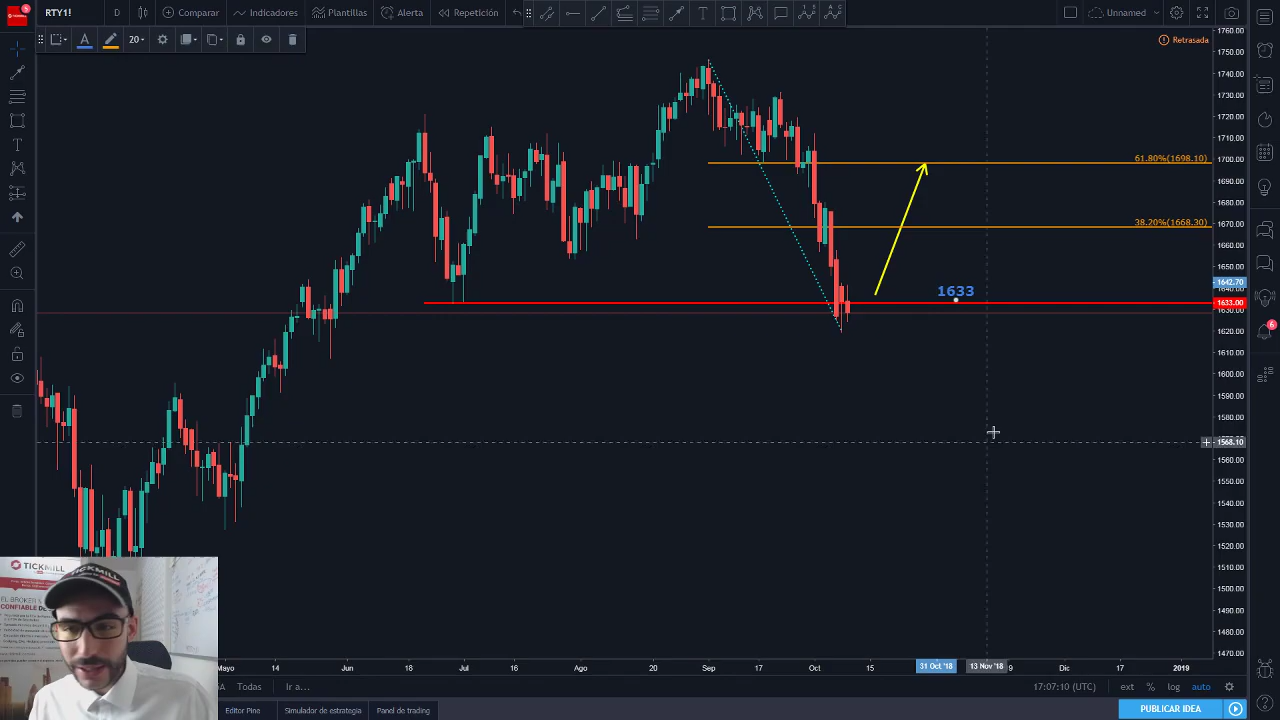 RTY1!
D
Comparar
Indicadores
Plantillas
Alerta
Repetición
Unnamed
20
Retrasada
1760.00
1750.00
1740.00
1730.00
1720.00
1710.00
1700.00
1690.00
1680.00
1670.00
1660.00
1650.00
1642.70
1640.00
1633.00
1630.00
1620.00
1610.00
1600.00
1590.00
1580.00
1568.10
1560.00
1550.00
1540.00
1530.00
1520.00
1510.00
1500.00
1490.00
1480.00
1470.00
61.80%(1698.10)
38.20%(1668.30)
1633
6
5
TICKMILL
EL BROKER
CONFIABLE DE
TICKMILL
Mayo
14
Jun
18
Jul
16
Ago
20
Sep
17
Oct
15
31 Oct '18
13 Nov '18
9
Dic
17
2019
Todas
Ir a...
17:07:10 (UTC)
ext
%
log
auto
Editor Pine
Simulador de estrategia
Panel de trading
PUBLICAR IDEA